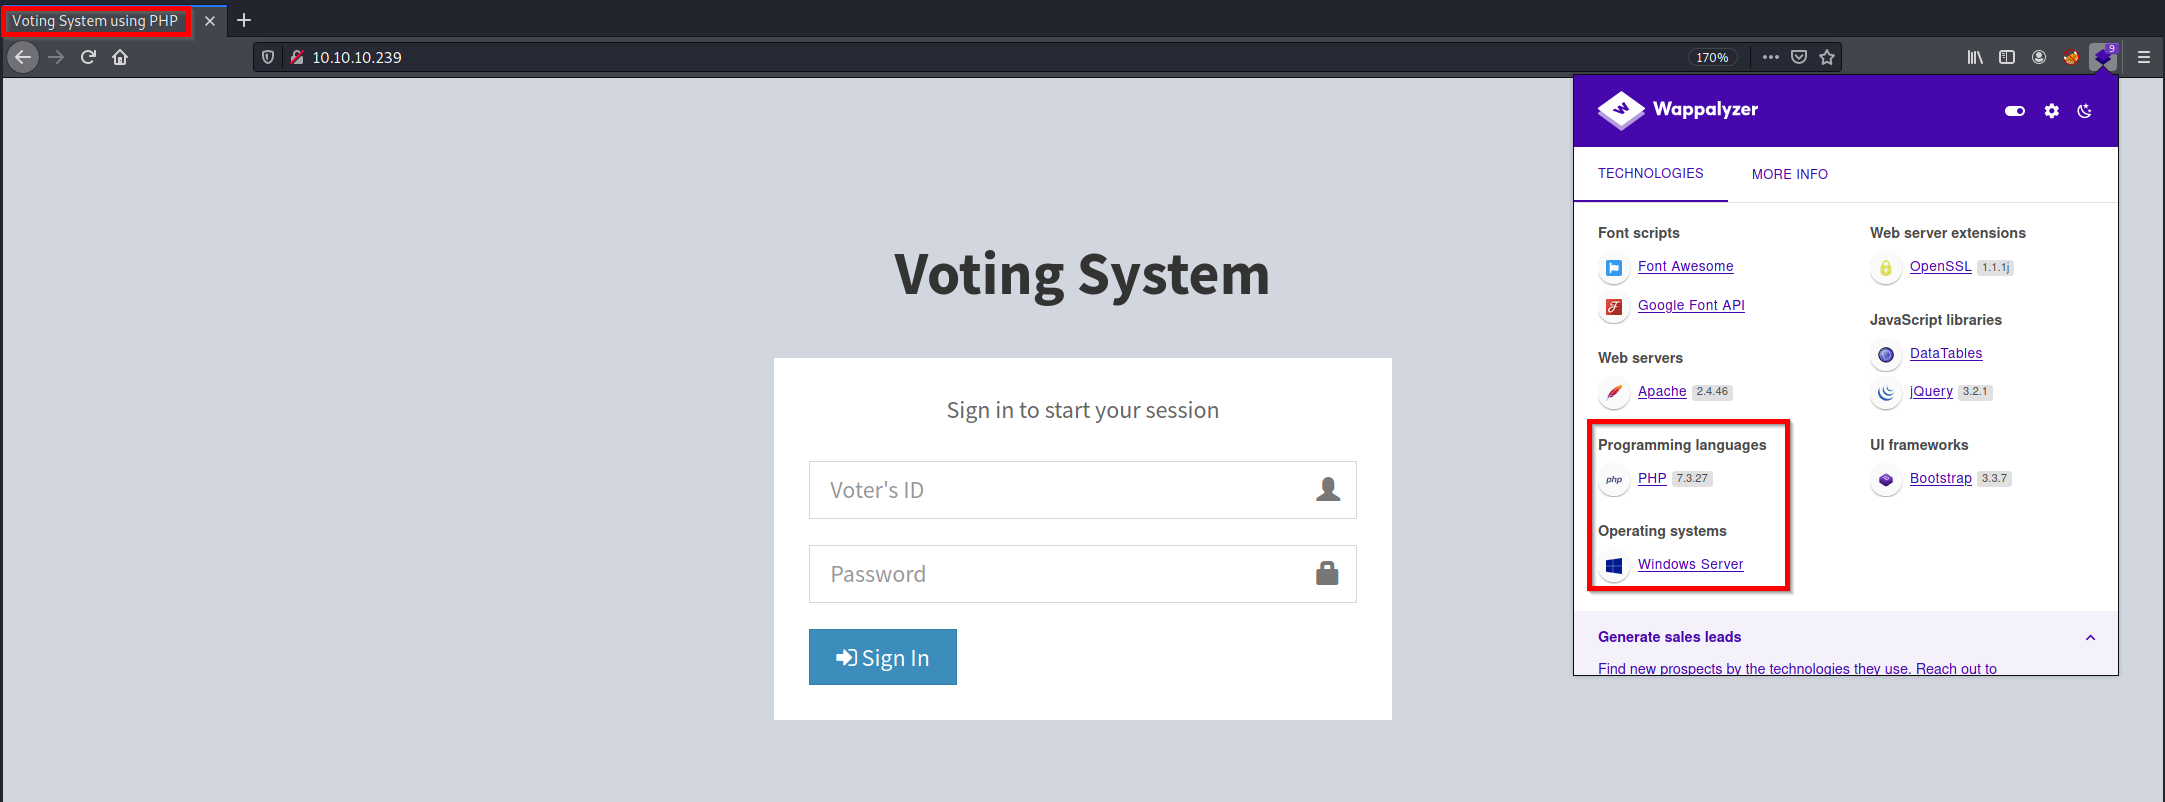 Voting System using PHP
10.10.10.239
170%
9
Wappalyzer
TECHNOLOGIES
MORE INFO
Voting System
Sign in to start your session
Voter's ID
Password
Sign In
Font scripts
Font Awesome
Google Font API
Web servers
Apache 2.4.46
Programming languages
php PHP 7.3.27
Operating systems
Windows Server
Web server extensions
OpenSSL 1.1.1j
JavaScript libraries
DataTables
jQuery 3.2.1
UI frameworks
Bootstrap 3.3.7
Generate sales leads
Find new prospects by the technologies they use. Reach out to